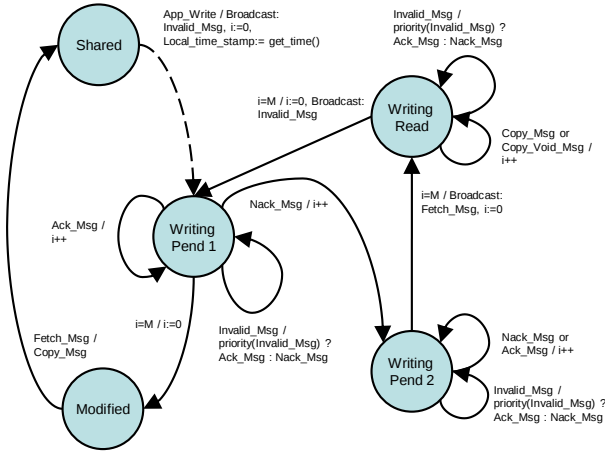 App_Write / Broadcast:
Invalid_Msg, i:=0,
Local_time_stamp:= get_time()
Shared
Invalid_Msg /
priority(Invalid_Msg) ?
Ack_Msg : Nack_Msg
i=M / i:=0, Broadcast:
Invalid_Msg
Writing
Read
Copy_Msg or
Copy_Void_Msg /
i++
Ack_Msg /
i++
Writing
Pend 1
Nack_Msg / i++
i=M / Broadcast:
Fetch_Msg, i:=0
i=M / i:=0
Invalid_Msg /
priority(Invalid_Msg) ?
Ack_Msg : Nack_Msg
Fetch_Msg /
Copy_Msg
Modified
Writing
Pend 2
Nack_Msg or
Ack_Msg / i++
Invalid_Msg /
priority(Invalid_Msg) ?
Ack_Msg : Nack_Msg